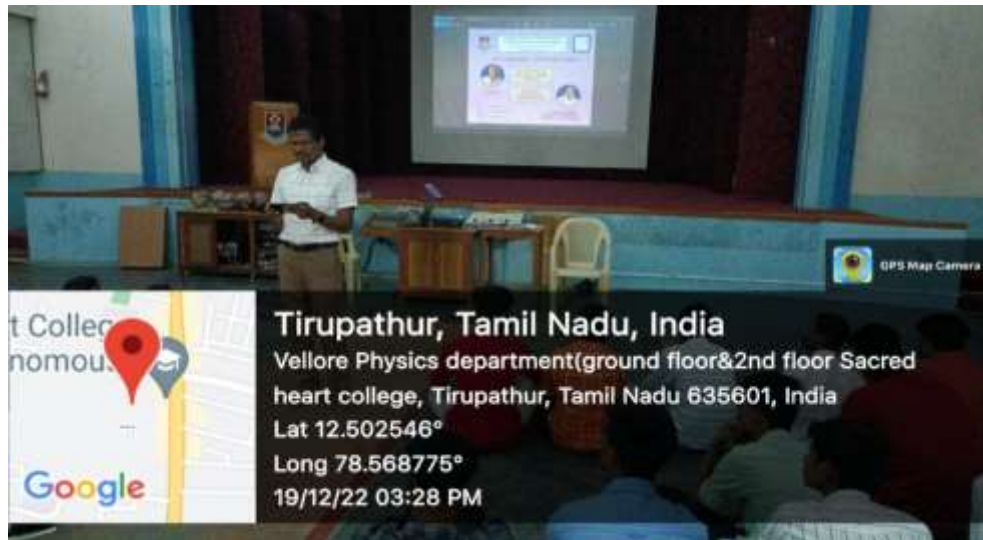 GPS Map Camera
t Colleg
nomou
Google
Tirupathur, Tamil Nadu, India
Vellore Physics department(ground floor&2nd floor Sacred
heart college, Tirupathur, Tamil Nadu 635601, India
Lat 12.502546°
Long 78.568775°
19/12/22 03:28 PM